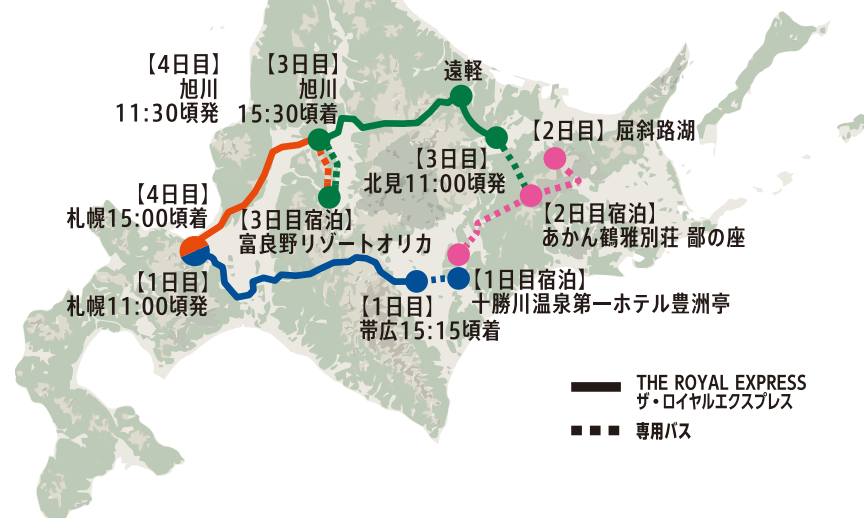 【4日目】
旭川
11:30頃発
【3日目】
旭川
15:30頃着
遠軽
【2日目】屈斜路湖
【3日目】
北見11:00頃発
【4日目】
札幌15:00頃着
【3日目宿泊】
富良野リゾートオリカ
【2日目宿泊】
あかん鶴雅別荘 鄙の座
【1日目】
札幌11:00頃発
【1日目】
帯広15:15頃着
【1日目宿泊】
十勝川温泉第一ホテル豊洲亭
THE ROYAL EXPRESS
ザ・ロイヤルエクスプレス
専用バス